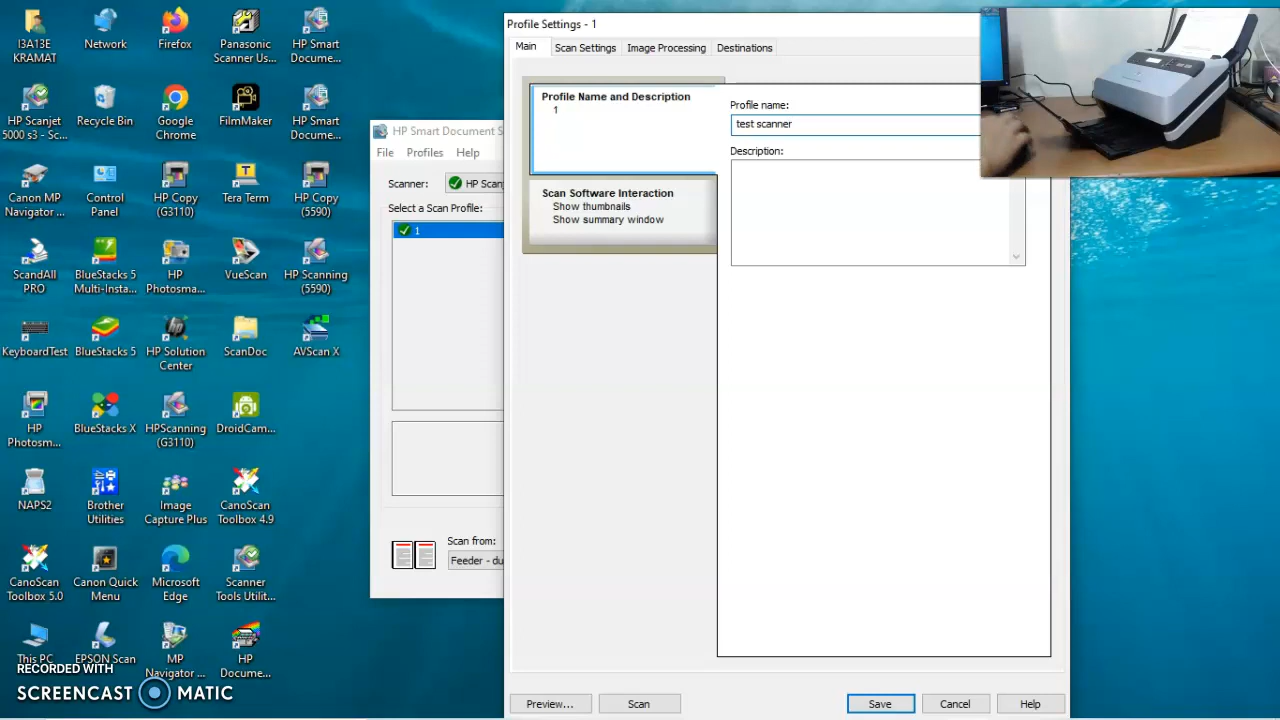 I3A13E
KRAMAT
Network
Firefox
Panasonic
Scanner Us...
HP Smart
Docume...
HP Scanjet
5000 s3 - Sc...
Recycle Bin
Google
Chrome
FilmMaker
HP Smart
Docume...
Canon MP
Navigator ...
Control
Panel
HP Copy
(G3110)
Tera Term
HP Copy
(5590)
ScandAll
PRO
BlueStacks 5
Multi-Insta...
HP
Photosma...
VueScan
HP Scanning
(5590)
KeyboardTest
BlueStacks 5
HP Solution
Center
ScanDoc
AVScan X
HP
Photosm...
BlueStacks X
HPScanning
(G3110)
DroidCam...
NAPS2
Brother
Utilities
Image
Capture Plus
CanoScan
Toolbox 4.9
CanoScan
Toolbox 5.0
Canon Quick
Menu
Microsoft
Edge
Scanner
Tools Utilit...
This PC
EPSON Scan
MP
Navigator ...
HP
Docume...
RECORDED WITH
SCREENCAST MATIC
HP Smart Document S
File Profiles Help
Scanner:
HP Scan
Select a Scan Profile:
1
Scan from:
Feeder - du
Profile Settings - 1
Main Scan Settings Image Processing Destinations
Profile Name and Description
1
Scan Software Interaction
Show thumbnails
Show summary window
Profile name:
test scanner
Description:
Preview... Scan Save Cancel Help